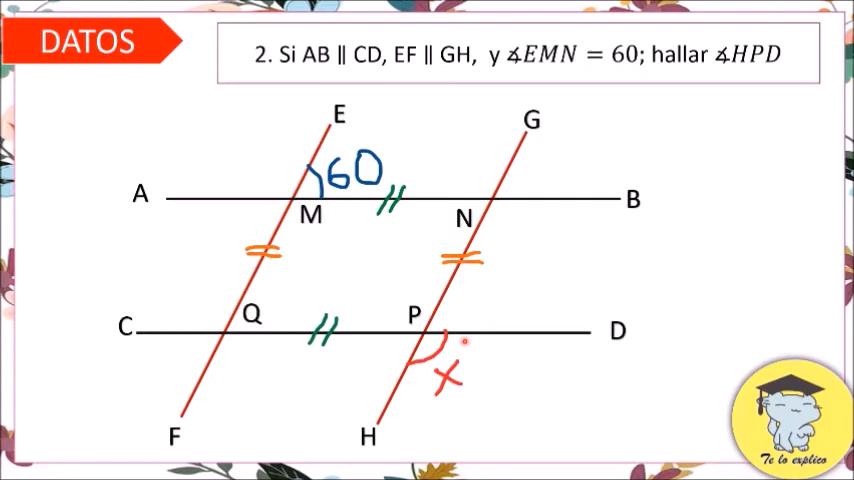 DATOS
2. Si AB ∥ CD, EF ∥ GH, y ∡EMN = 60; hallar ∡HPD
E
G
60
A
B
M
N
Q
P
C
D
X
F
H
Te lo explico